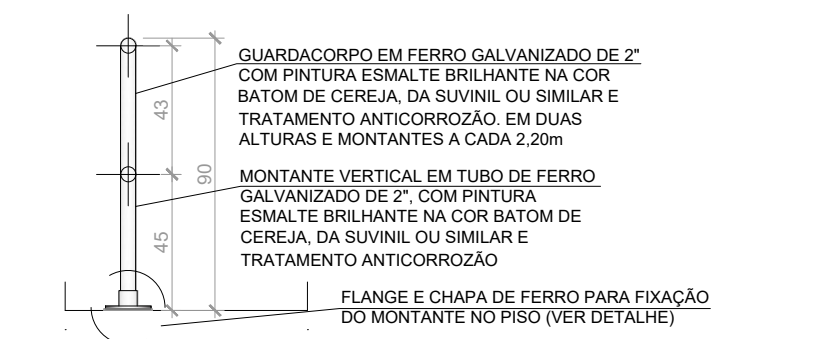 GUARDACORPO EM FERRO GALVANIZADO DE 2"
COM PINTURA ESMALTE BRILHANTE NA COR
BATOM DE CEREJA, DA SUVINIL OU SIMILAR E
TRATAMENTO ANTICORROZÃO. EM DUAS
ALTURAS E MONTANTES A CADA 2,20m
43
90
MONTANTE VERTICAL EM TUBO DE FERRO
GALVANIZADO DE 2", COM PINTURA
ESMALTE BRILHANTE NA COR BATOM DE
CEREJA, DA SUVINIL OU SIMILAR E
TRATAMENTO ANTICORROZÃO
45
FLANGE E CHAPA DE FERRO PARA FIXAÇÃO
DO MONTANTE NO PISO (VER DETALHE)